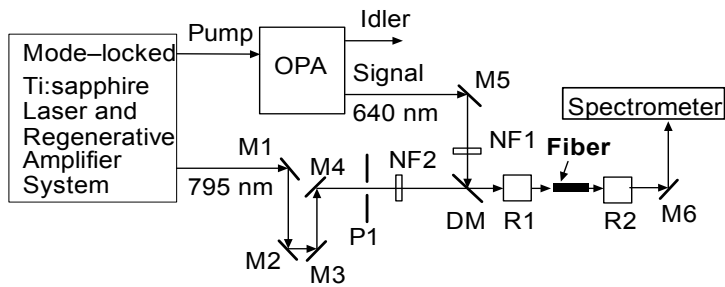 Mode–locked
Ti:sapphire
Laser and
Regenerative
Amplifier
System
Pump
OPA
Idler
Signal
640 nm
M5
NF1
Spectrometer
Fiber
795 nm
M1
M4
NF2
P1
DM
R1
R2
M6
M2
M3